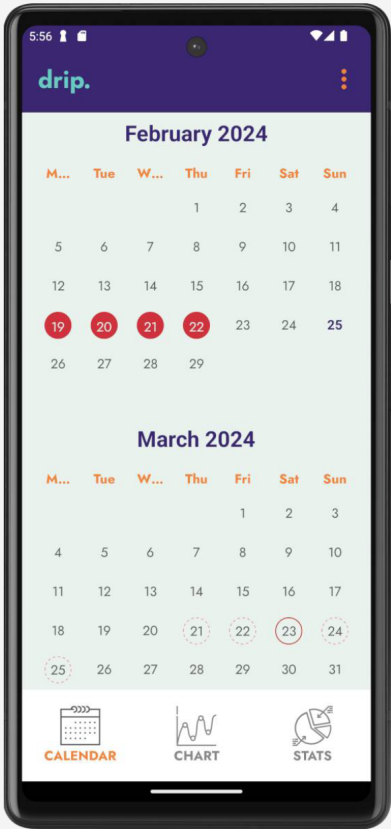 5:56
drip.
February 2024
M... Tue W... Thu Fri Sat Sun
1 2 3 4
5 6 7 8 9 10 11
12 13 14 15 16 17 18
19 20 21 22 23 24 25
26 27 28 29
March 2024
M... Tue W... Thu Fri Sat Sun
1 2 3
4 5 6 7 8 9 10
11 12 13 14 15 16 17
18 19 20 21 22 23 24
25 26 27 28 29 30 31
CALENDAR CHART STATS